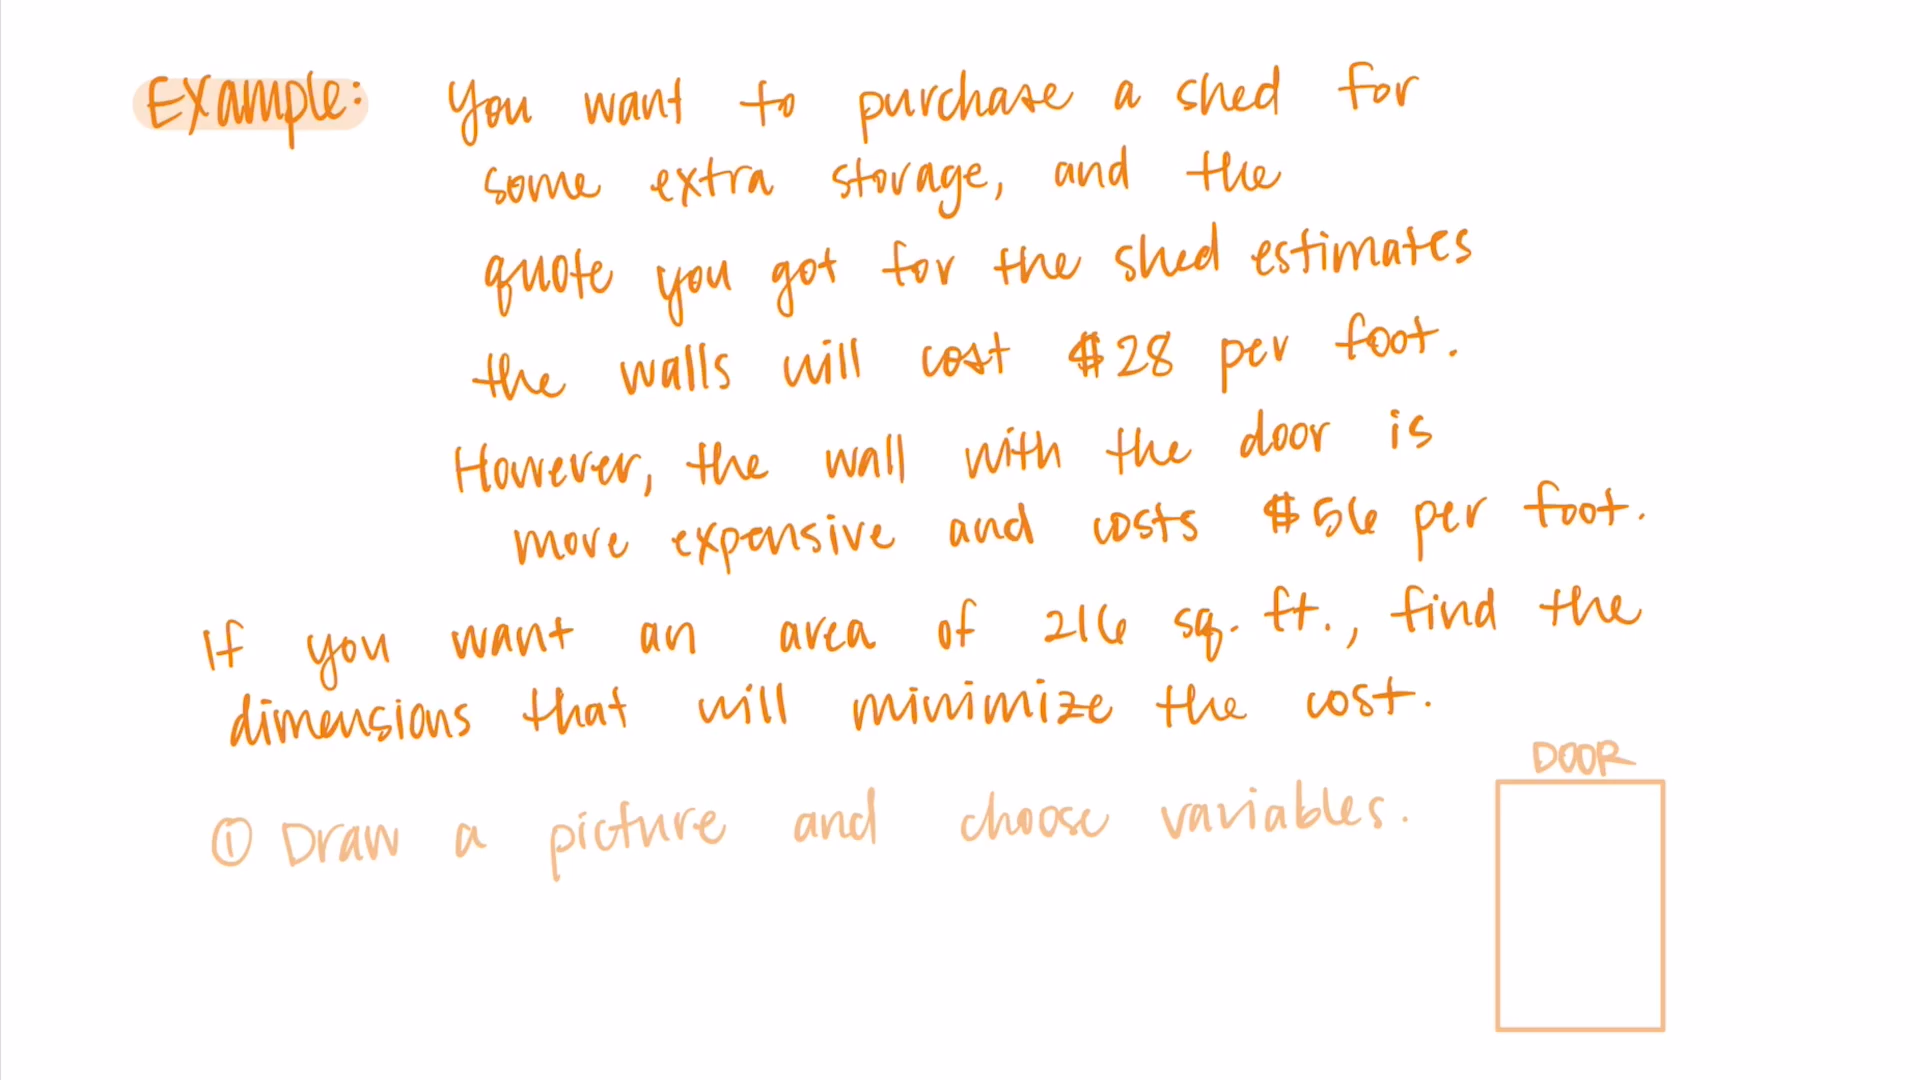 Example: You want to purchase a shed for
some extra storage, and the
quote you got for the shed estimates
the walls will cost $28 per foot.
However, the wall with the door is
more expensive and costs $56 per foot.
If you want an area of 216 sq. ft., find the
dimensions that will minimize the cost.
DOOR
① Draw a picture and choose variables.